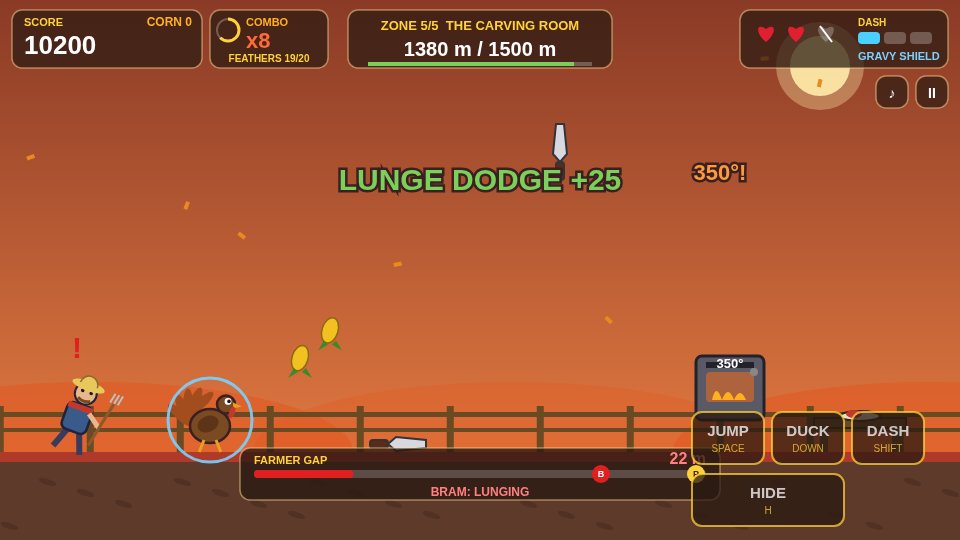 SCORE
CORN 0
10200
COMBO
x8
FEATHERS 19/20
ZONE 5/5 THE CARVING ROOM
1380 m / 1500 m
DASH
GRAVY SHIELD
♪
LUNGE DODGE +25
350°!
!
350°
FARMER GAP
22 m
B
P
BRAM: LUNGING
JUMP
SPACE
DUCK
DOWN
DASH
SHIFT
HIDE
H